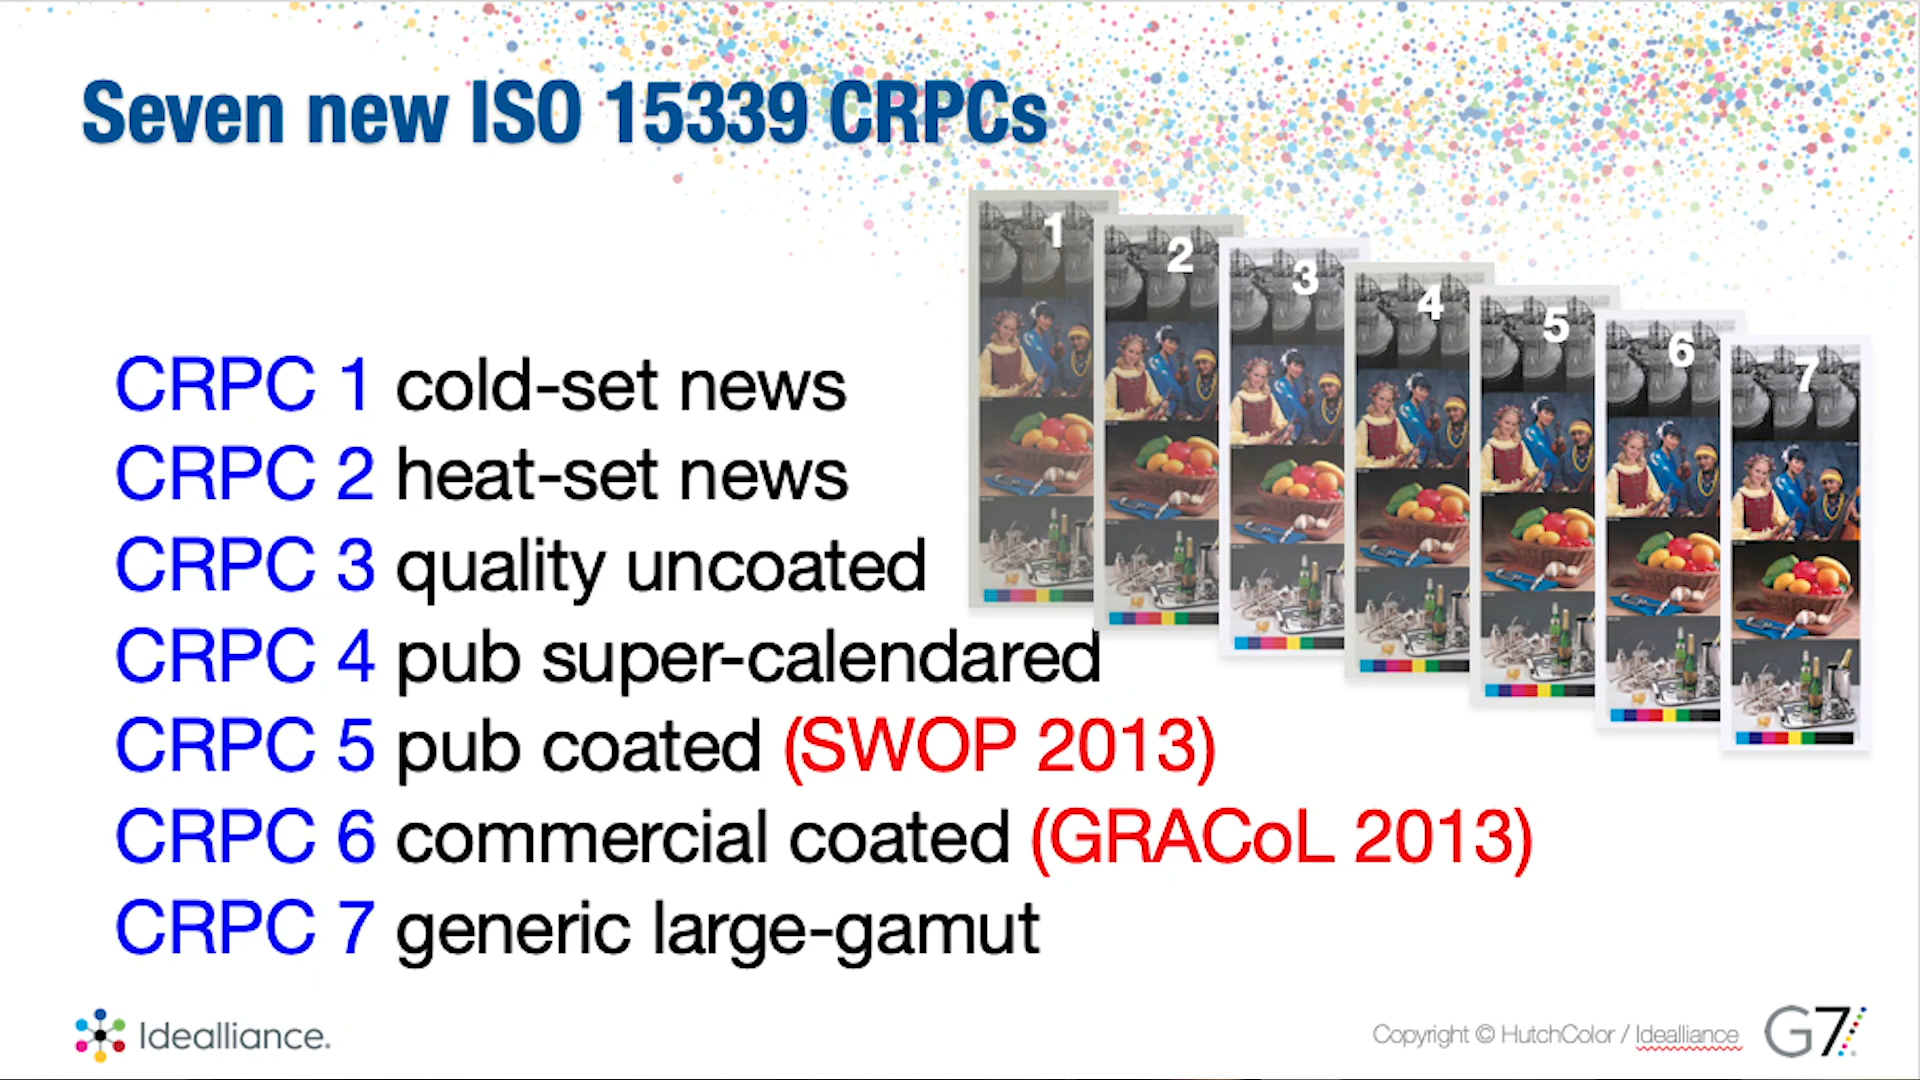 Seven new ISO 15339 CRPCs
1
2
3
4
5
6
7
CRPC 1 cold-set news
CRPC 2 heat-set news
CRPC 3 quality uncoated
CRPC 4 pub super-calendared
CRPC 5 pub coated (SWOP 2013)
CRPC 6 commercial coated (GRACoL 2013)
CRPC 7 generic large-gamut
Idealliance.
Copyright © HutchColor / Idealliance
G7